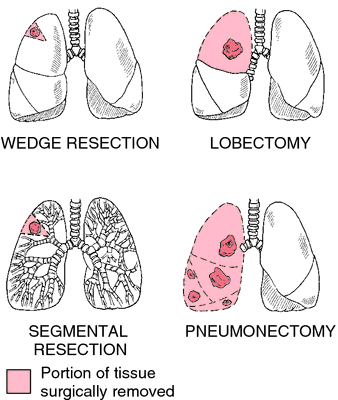 WEDGE RESECTION
LOBECTOMY
SEGMENTAL
RESECTION
PNEUMONECTOMY
Portion of tissue
surgically removed